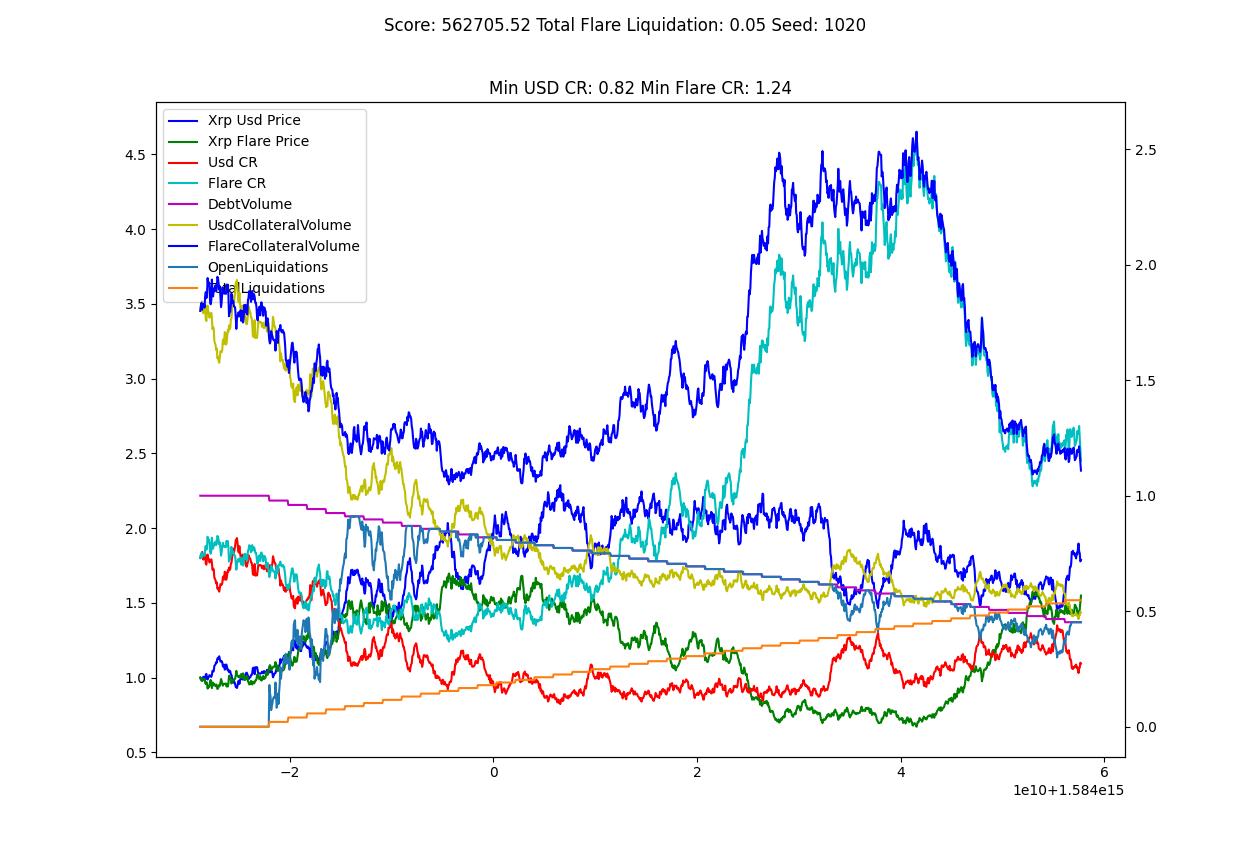 Score: 562705.52 Total Flare Liquidation: 0.05 Seed: 1020
Min USD CR: 0.82 Min Flare CR: 1.24
Xrp Usd Price
Xrp Flare Price
Usd CR
Flare CR
DebtVolume
UsdCollateralVolume
FlareCollateralVolume
OpenLiquidations
TotalLiquidations
4.5
4.0
3.5
3.0
2.5
2.0
1.5
1.0
0.5
2.5
2.0
1.5
1.0
0.5
0.0
−2
0
2
4
6
1e10+1.584e15